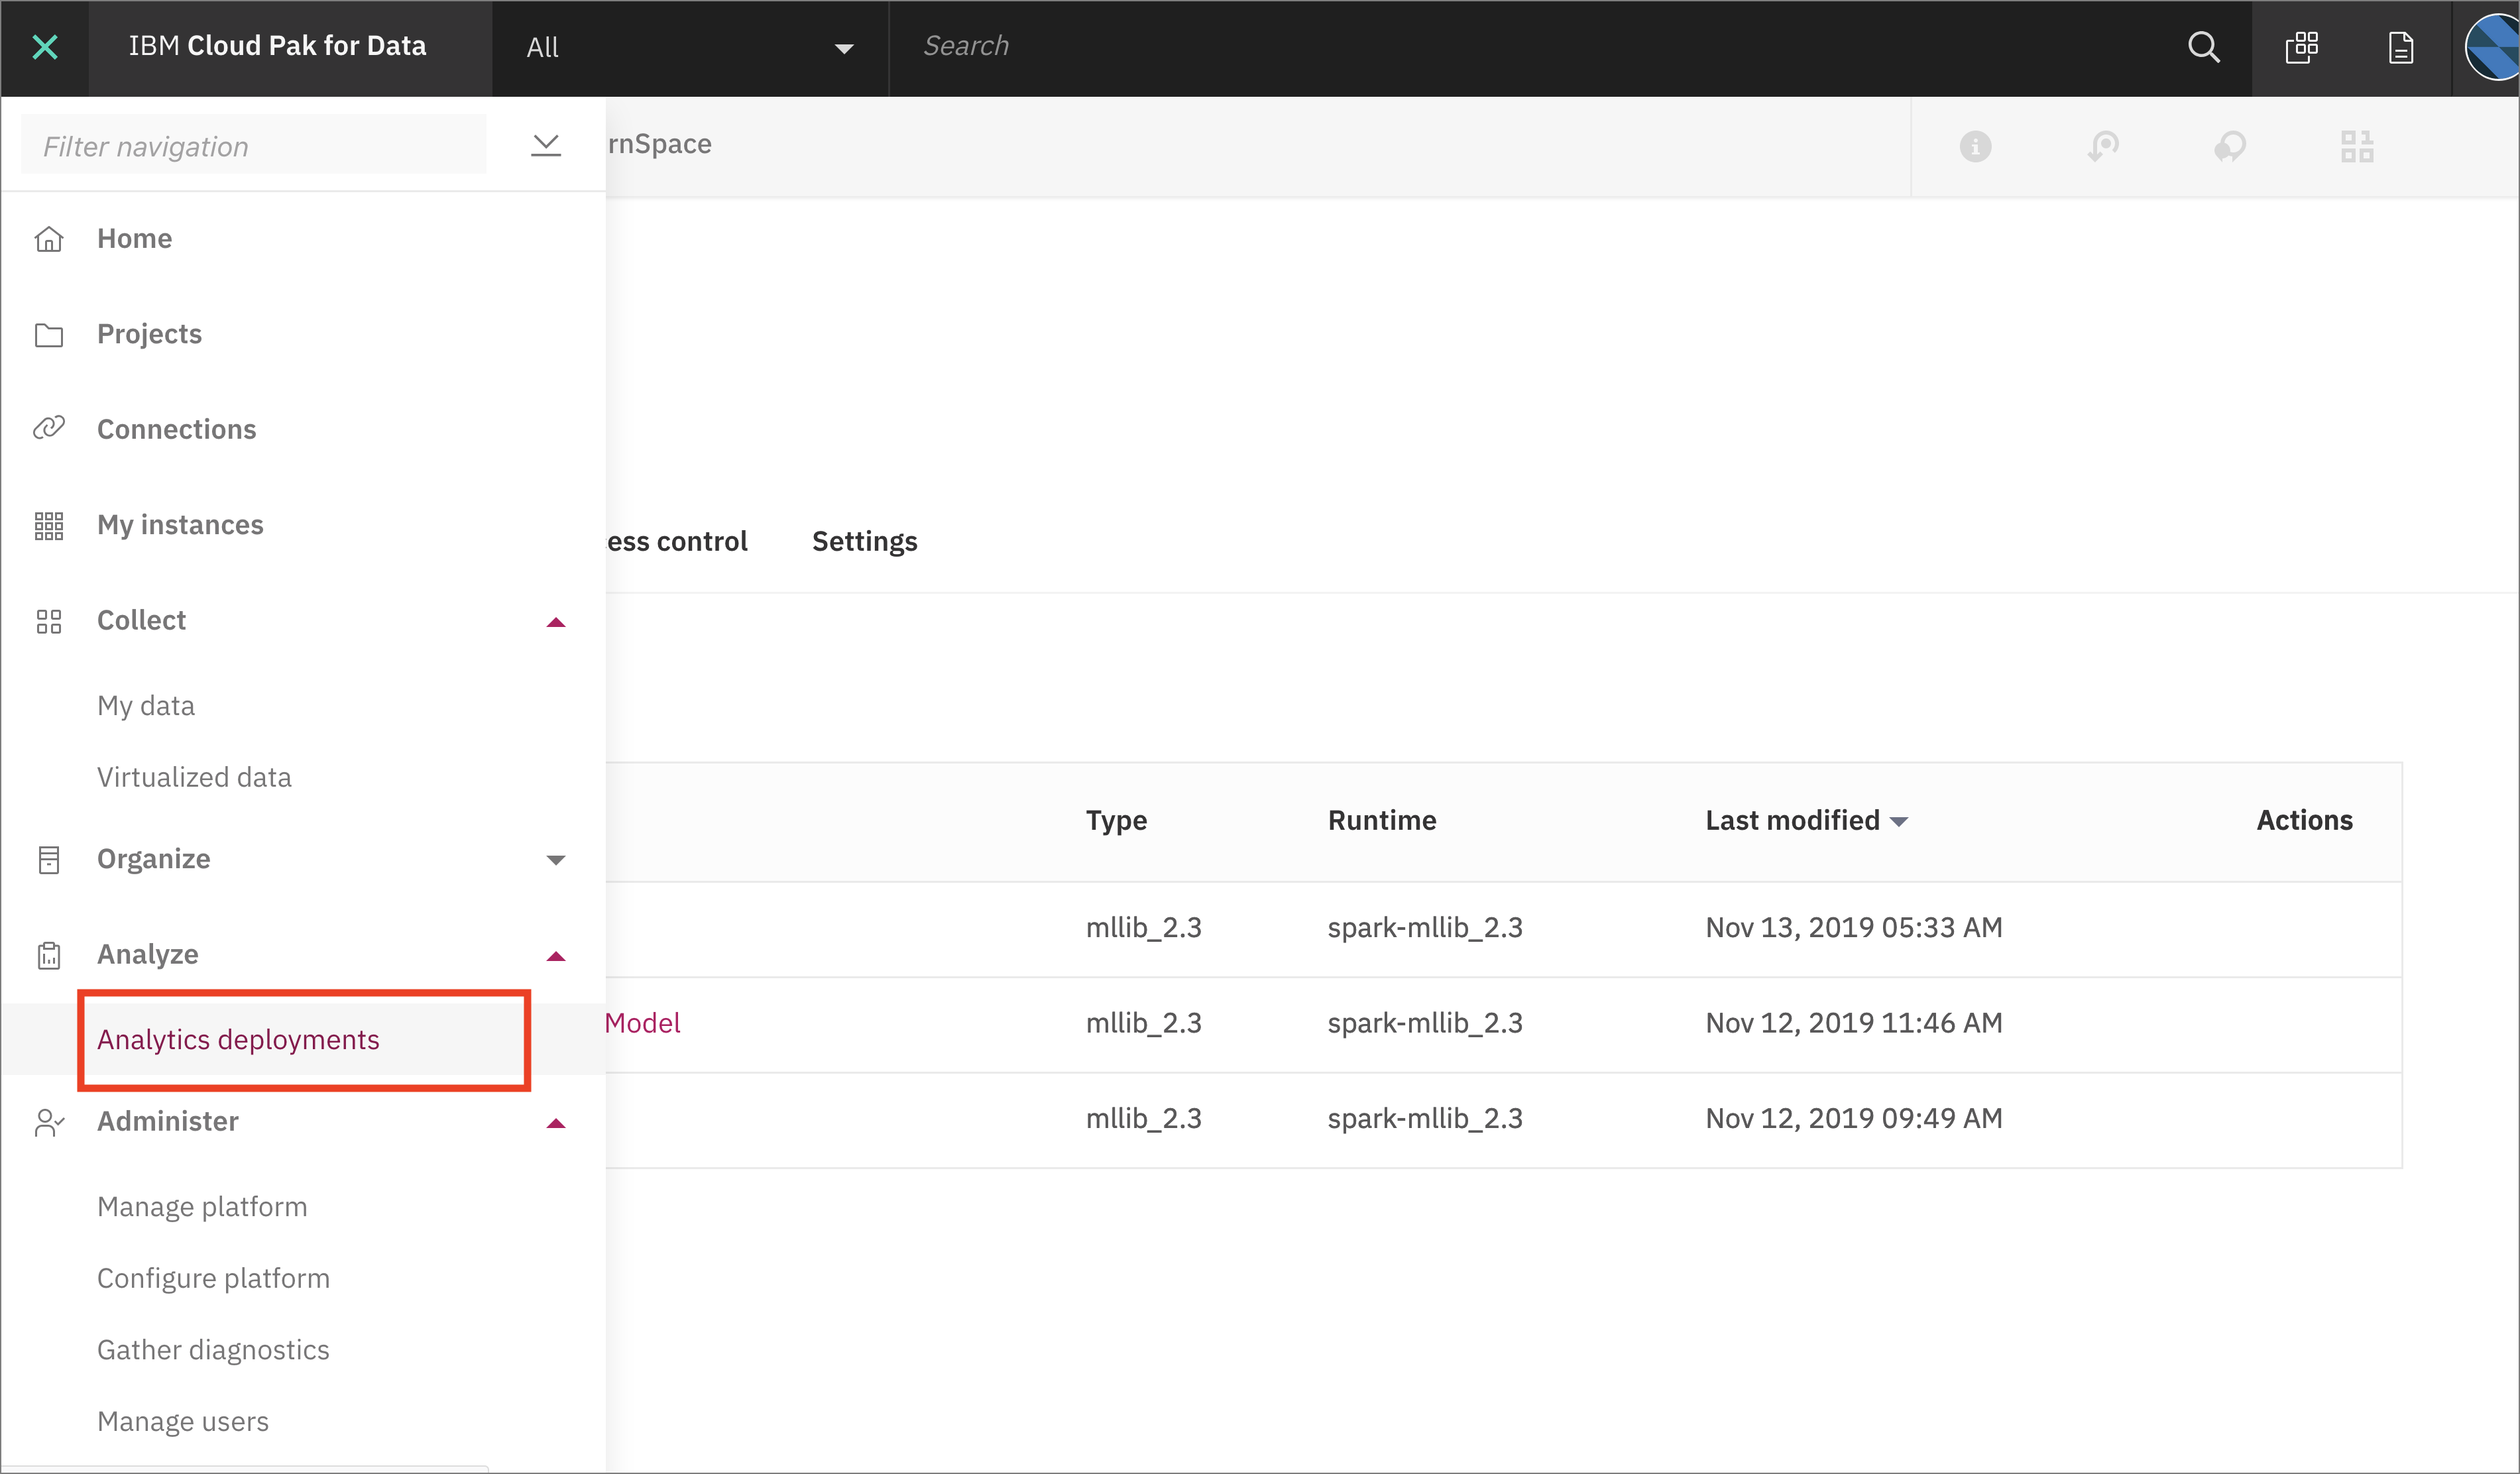 IBM Cloud Pak for Data
All
Search
Filter navigation
rnSpace
Home
Projects
Connections
My instances
Collect
My data
Virtualized data
Organize
Analyze
Analytics deployments
Administer
Manage platform
Configure platform
Gather diagnostics
Manage users
ess control Settings
Type Runtime Last modified Actions
mllib_2.3 spark-mllib_2.3 Nov 13, 2019 05:33 AM
Model mllib_2.3 spark-mllib_2.3 Nov 12, 2019 11:46 AM
mllib_2.3 spark-mllib_2.3 Nov 12, 2019 09:49 AM